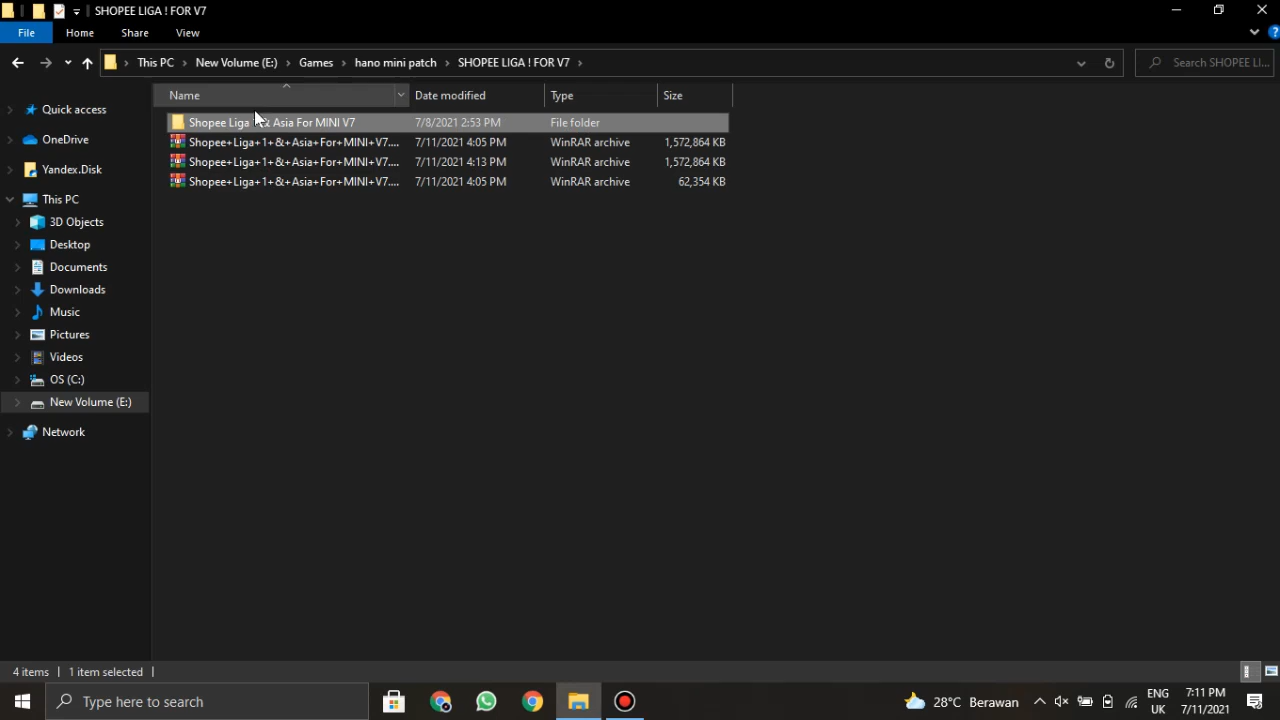 SHOPEE LIGA ! FOR V7
File Home Share View
This PC New Volume (E:) Games hano mini patch SHOPEE LIGA ! FOR V7
Search SHOPEE LI...
Name Date modified Type Size
Shopee Liga & Asia For MINI V7 7/8/2021 2:53 PM File folder
Shopee+Liga+1+&+Asia+For+MINI+V7.... 7/11/2021 4:05 PM WinRAR archive 1,572,864 KB
Shopee+Liga+1+&+Asia+For+MINI+V7.... 7/11/2021 4:13 PM WinRAR archive 1,572,864 KB
Shopee+Liga+1+&+Asia+For+MINI+V7.... 7/11/2021 4:05 PM WinRAR archive 62,354 KB
Quick access
OneDrive
Yandex.Disk
This PC
3D Objects
Desktop
Documents
Downloads
Music
Pictures
Videos
OS (C:)
New Volume (E:)
Network
4 items 1 item selected
Type here to search
28°C Berawan
ENG
UK
7:11 PM
7/11/2021